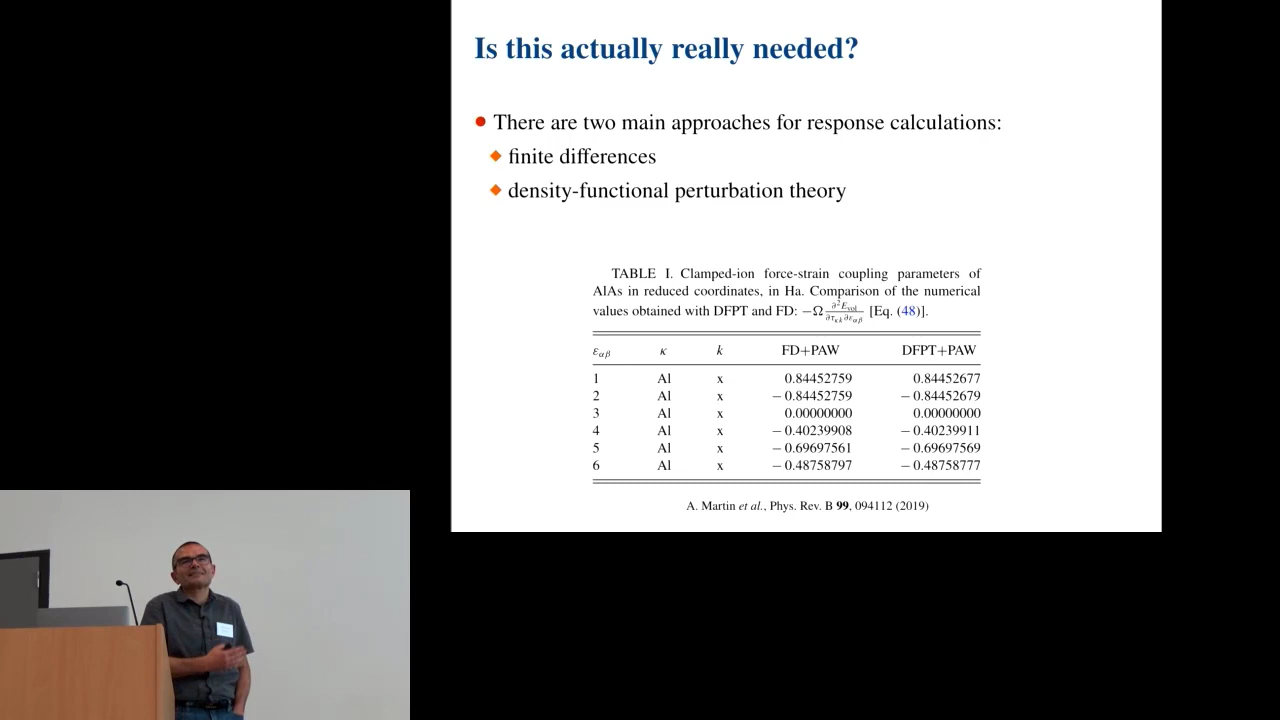 Is this actually really needed?
There are two main approaches for response calculations:
finite differences
density-functional perturbation theory
TABLE I. Clamped-ion force-strain coupling parameters of
AlAs in reduced coordinates, in Ha. Comparison of the numerical
values obtained with DFPT and FD: −Ω ∂²E_vol/∂τ_κk∂ε_αβ [Eq. (48)].
ε_αβ κ k FD+PAW DFPT+PAW
1 Al x 0.84452759 0.84452677
2 Al x −0.84452759 −0.84452679
3 Al x 0.00000000 0.00000000
4 Al x −0.40239908 −0.40239911
5 Al x −0.69697561 −0.69697569
6 Al x −0.48758797 −0.48758777
A. Martin et al., Phys. Rev. B 99, 094112 (2019)